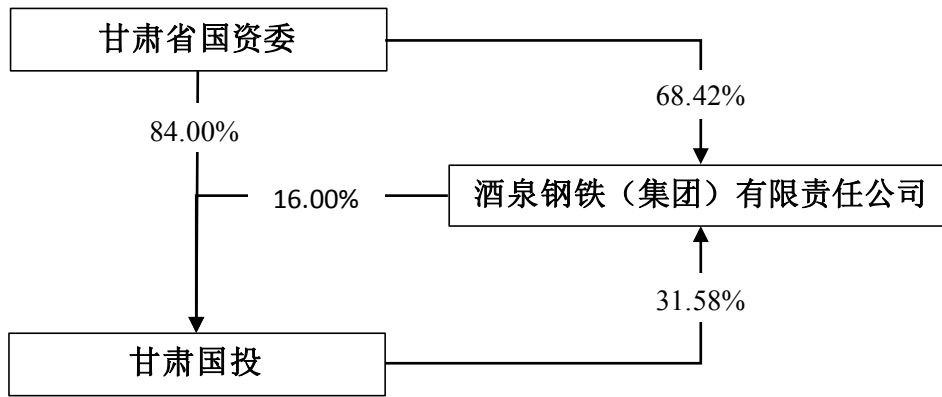 甘肃省国资委
68.42%
84.00%
16.00%
酒泉钢铁（集团）有限责任公司
31.58%
甘肃国投